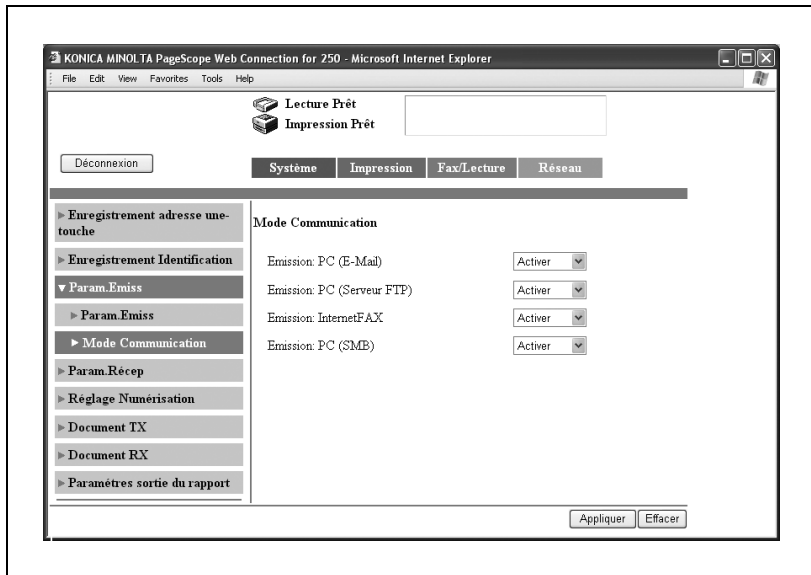 KONICA MINOLTA PageScope Web Connection for 250 - Microsoft Internet Explorer
File Edit View Favorites Tools Help
Lecture Prêt
Impression Prêt
Déconnexion
Système Impression Fax/Lecture Réseau
Enregistrement adresse une-
touche
Enregistrement Identification
Param.Emiss
Param.Emiss
Mode Communication
Param.Récep
Réglage Numérisation
Document TX
Document RX
Paramétres sortie du rapport
Mode Communication
Emission: PC (E-Mail) Activer
Emission: PC (Serveur FTP) Activer
Emission: InternetFAX Activer
Emission: PC (SMB) Activer
Appliquer Effacer